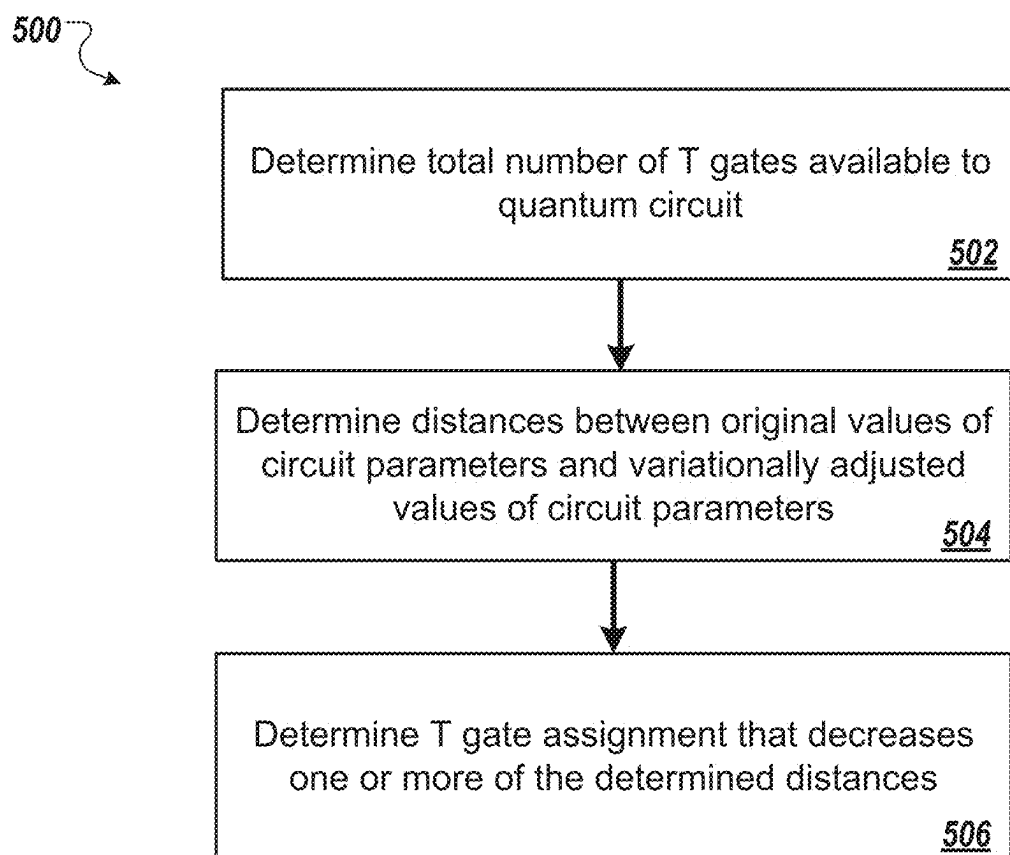 500
Determine total number of T gates available to
quantum circuit
502
Determine distances between original values of
circuit parameters and variationally adjusted
values of circuit parameters
504
Determine T gate assignment that decreases
one or more of the determined distances
506